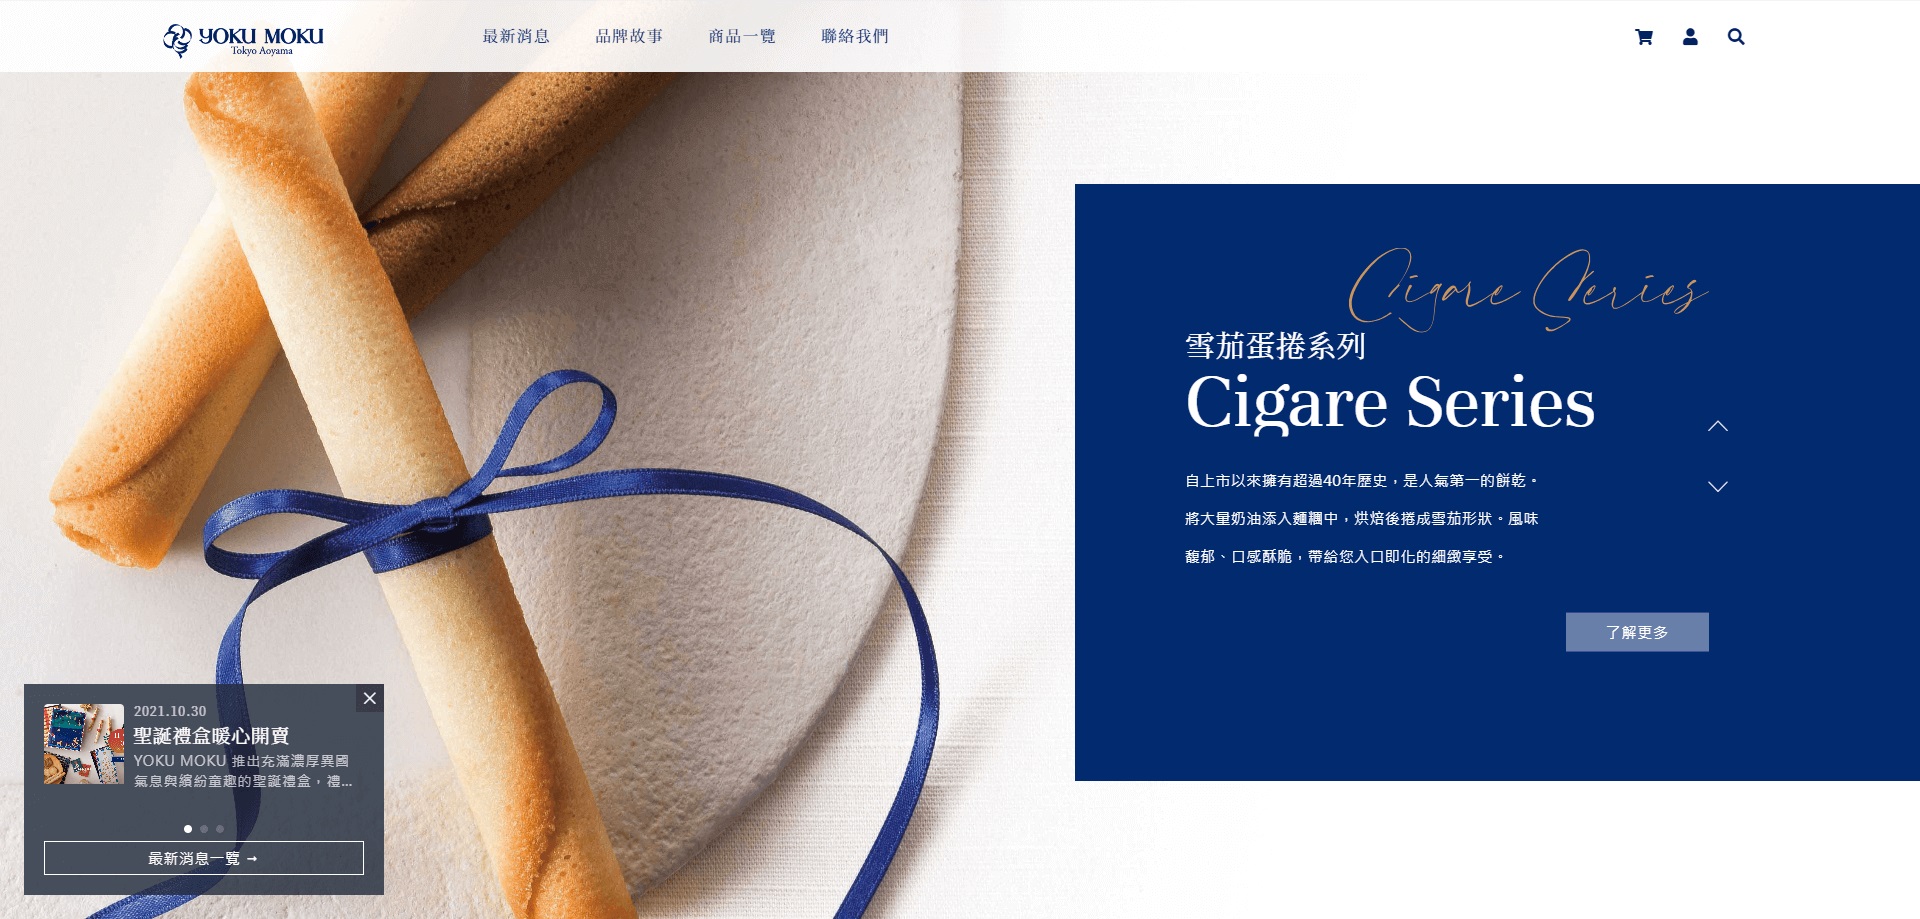 YOKU MOKU
Tokyo Aoyama
最新消息
品牌故事
商品一覽
聯絡我們
Cigare Series
雪茄蛋捲系列
Cigare Series
自上市以來擁有超過40年歷史，是人氣第一的餅乾。
將大量奶油添入麵糰中，烘焙後捲成雪茄形狀。風味
馥郁、口感酥脆，帶給您入口即化的細緻享受。
了解更多
2021.10.30
聖誕禮盒暖心開賣
YOKU MOKU 推出充滿濃厚異國
氣息與繽紛童趣的聖誕禮盒，禮...
最新消息一覽 →